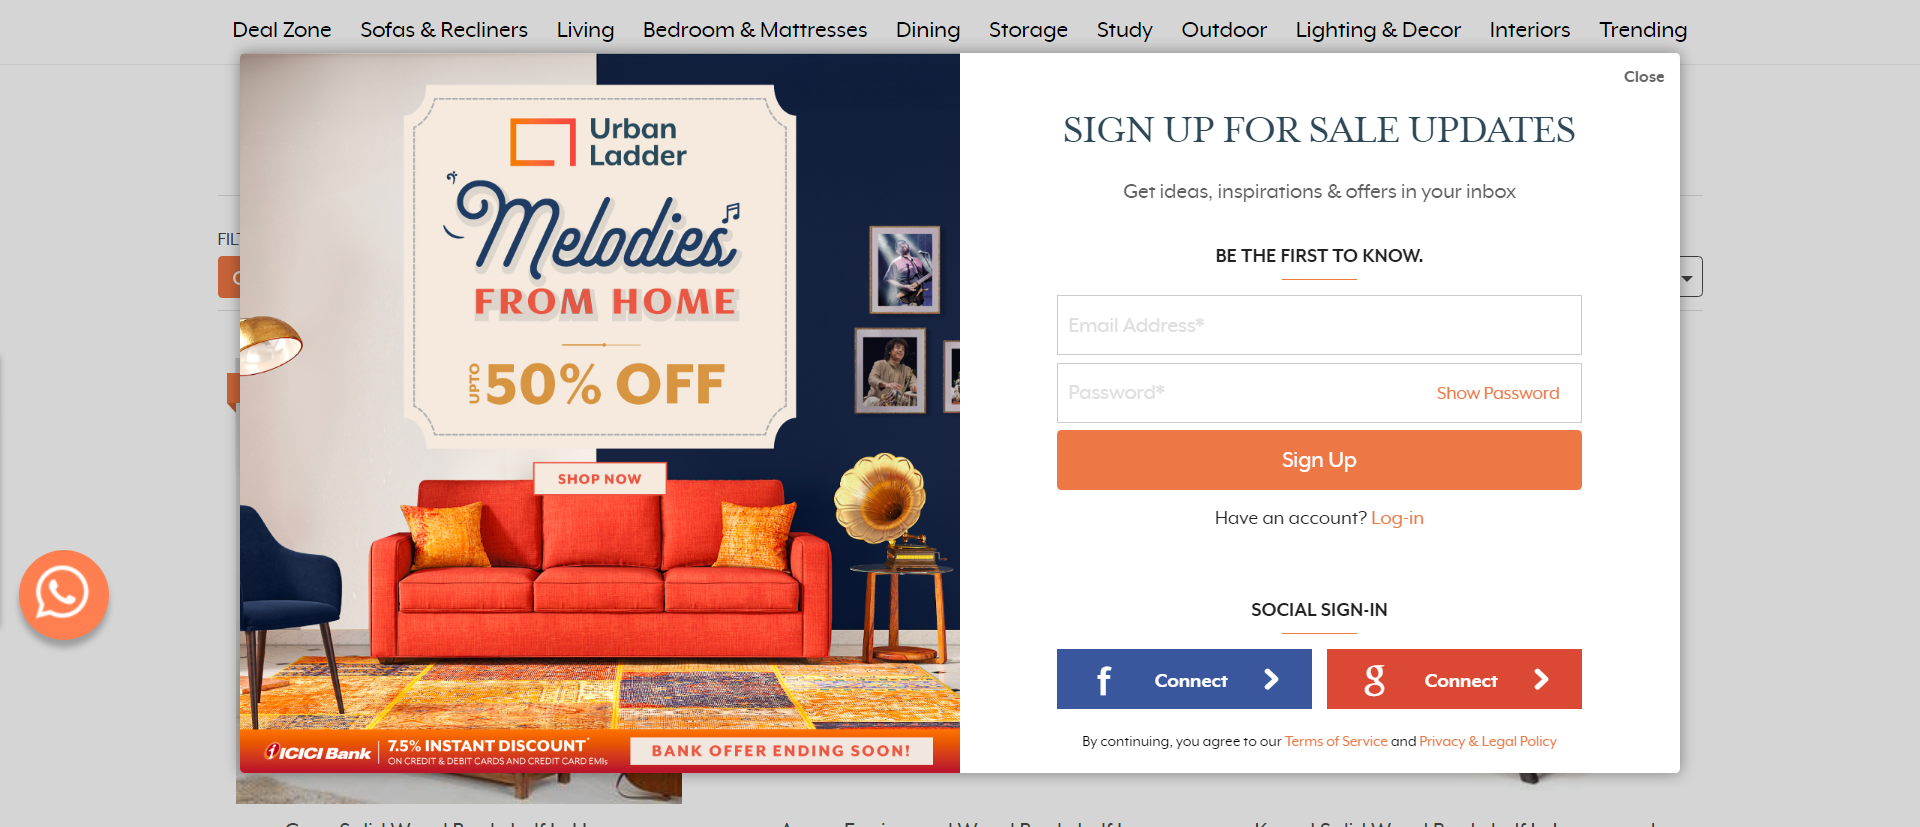 Deal Zone Sofas & Recliners Living Bedroom & Mattresses Dining Storage Study Outdoor Lighting & Decor Interiors Trending
Close
Urban
Ladder
Melodies
FROM HOME
UPTO 50% OFF
SHOP NOW
ICICI Bank
7.5% INSTANT DISCOUNT*
ON CREDIT & DEBIT CARDS AND CREDIT CARD EMIs
BANK OFFER ENDING SOON!
SIGN UP FOR SALE UPDATES
Get ideas, inspirations & offers in your inbox
BE THE FIRST TO KNOW.
Email Address*
Password* Show Password
Sign Up
Have an account? Log-in
SOCIAL SIGN-IN
f Connect
g Connect
By continuing, you agree to our Terms of Service and Privacy & Legal Policy